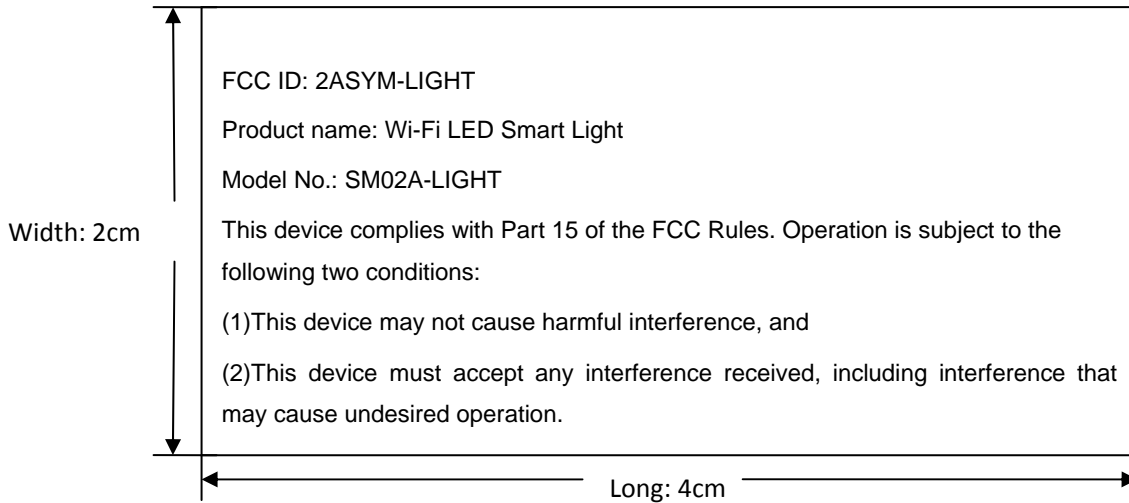 FCC ID: 2ASYM-LIGHT
Product name: Wi-Fi LED Smart Light
Model No.: SM02A-LIGHT
Width: 2cm
This device complies with Part 15 of the FCC Rules. Operation is subject to the
following two conditions:
(1)This device may not cause harmful interference, and
(2)This device must accept any interference received, including interference that
may cause undesired operation.
Long: 4cm